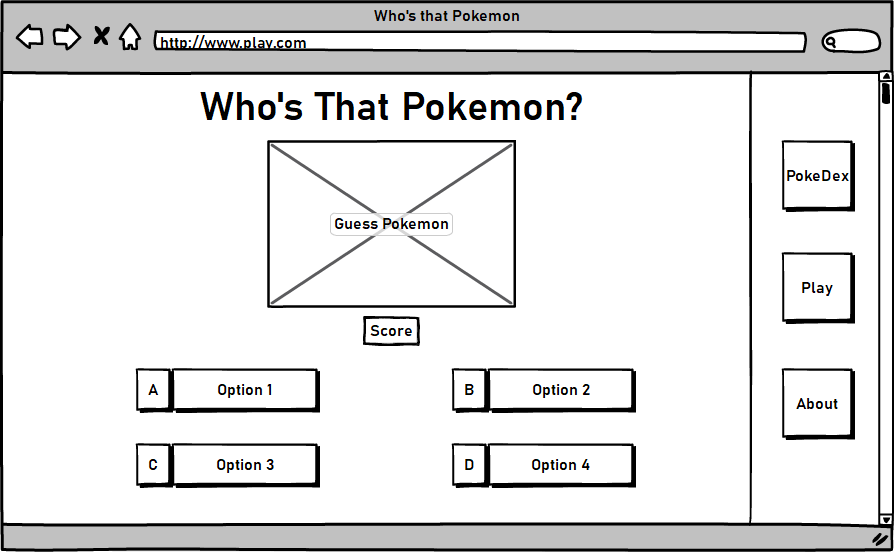 Who's that Pokemon
http://www.play.com
Who's That Pokemon?
Guess Pokemon
Score
A Option 1
B Option 2
C Option 3
D Option 4
PokeDex
Play
About